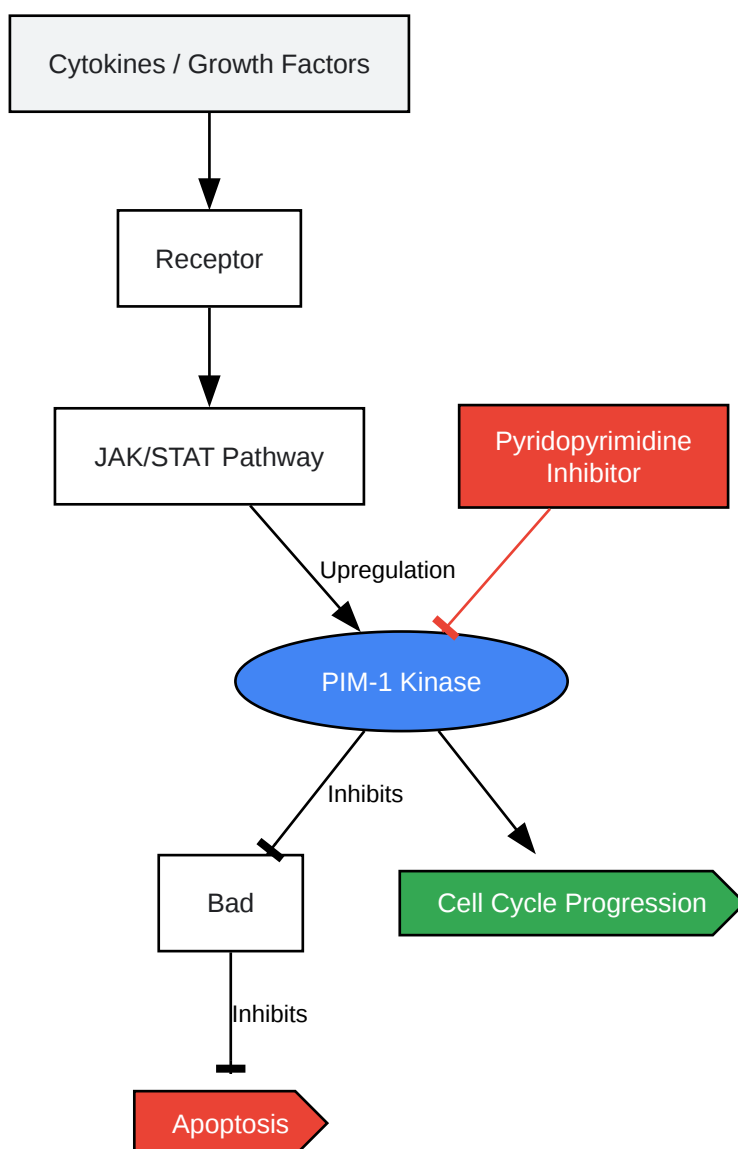 Cytokines / Growth Factors
Receptor
JAK/STAT Pathway
Pyridopyrimidine
Inhibitor
Upregulation
PIM-1 Kinase
Inhibits
Bad
Cell Cycle Progression
Inhibits
Apoptosis